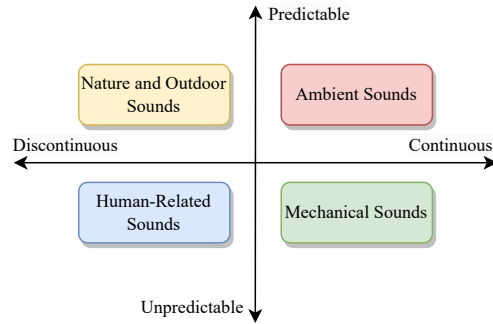 Predictable
Nature and Outdoor
Sounds
Ambient Sounds
Discontinuous
Continuous
Human-Related
Sounds
Mechanical Sounds
Unpredictable